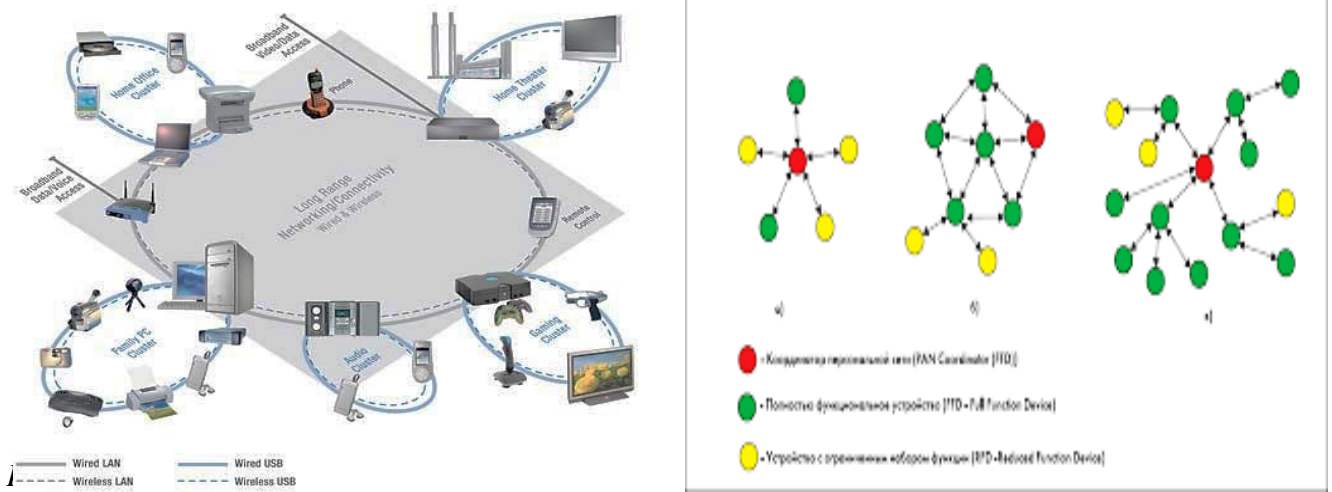 Broadband
Video/Data
Access
Home Office
Cluster
Phone
Home Theater
Cluster
Broadband
Data/Voice
Access
Long Range
Networking/Connectivity
Wired & Wireless
Remote
Control
Family PC
Cluster
Audio
Cluster
Gaming
Cluster
Wired LAN
Wired USB
Wireless LAN
Wireless USB
а)
б)
в)
- Координатор персональной сети (PAN Coordinator (FFD))
- Полностью функциональное устройство (FFD - Full Function Device)
- Устройство с ограниченным набором функции (RFD -Reduced Function Device)